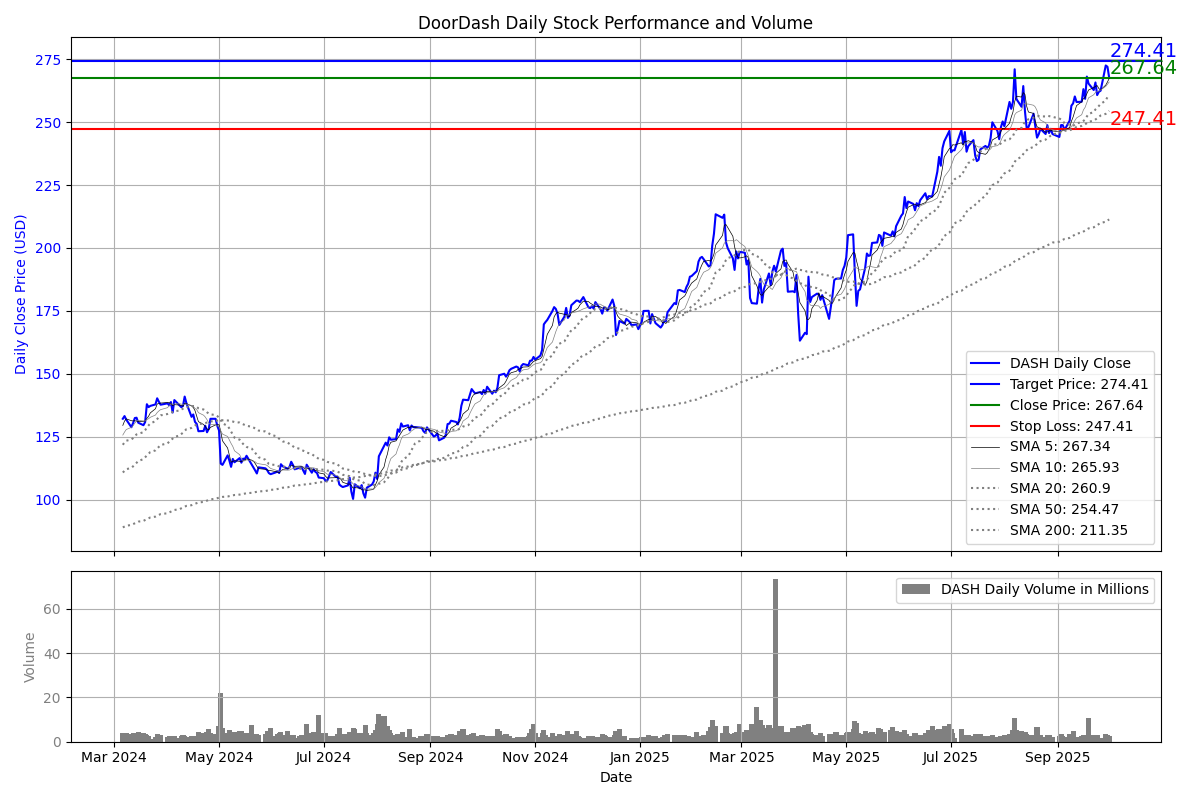 DoorDash Daily Stock Performance and Volume
274.41
267.64
247.41
275
250
225
200
175
150
125
100
Daily Close Price (USD)
DASH Daily Close
Target Price: 274.41
Close Price: 267.64
Stop Loss: 247.41
SMA 5: 267.34
SMA 10: 265.93
SMA 20: 260.9
SMA 50: 254.47
SMA 200: 211.35
DASH Daily Volume in Millions
60
40
20
0
Volume
Mar 2024 May 2024 Jul 2024 Sep 2024 Nov 2024 Jan 2025 Mar 2025 May 2025 Jul 2025 Sep 2025
Date